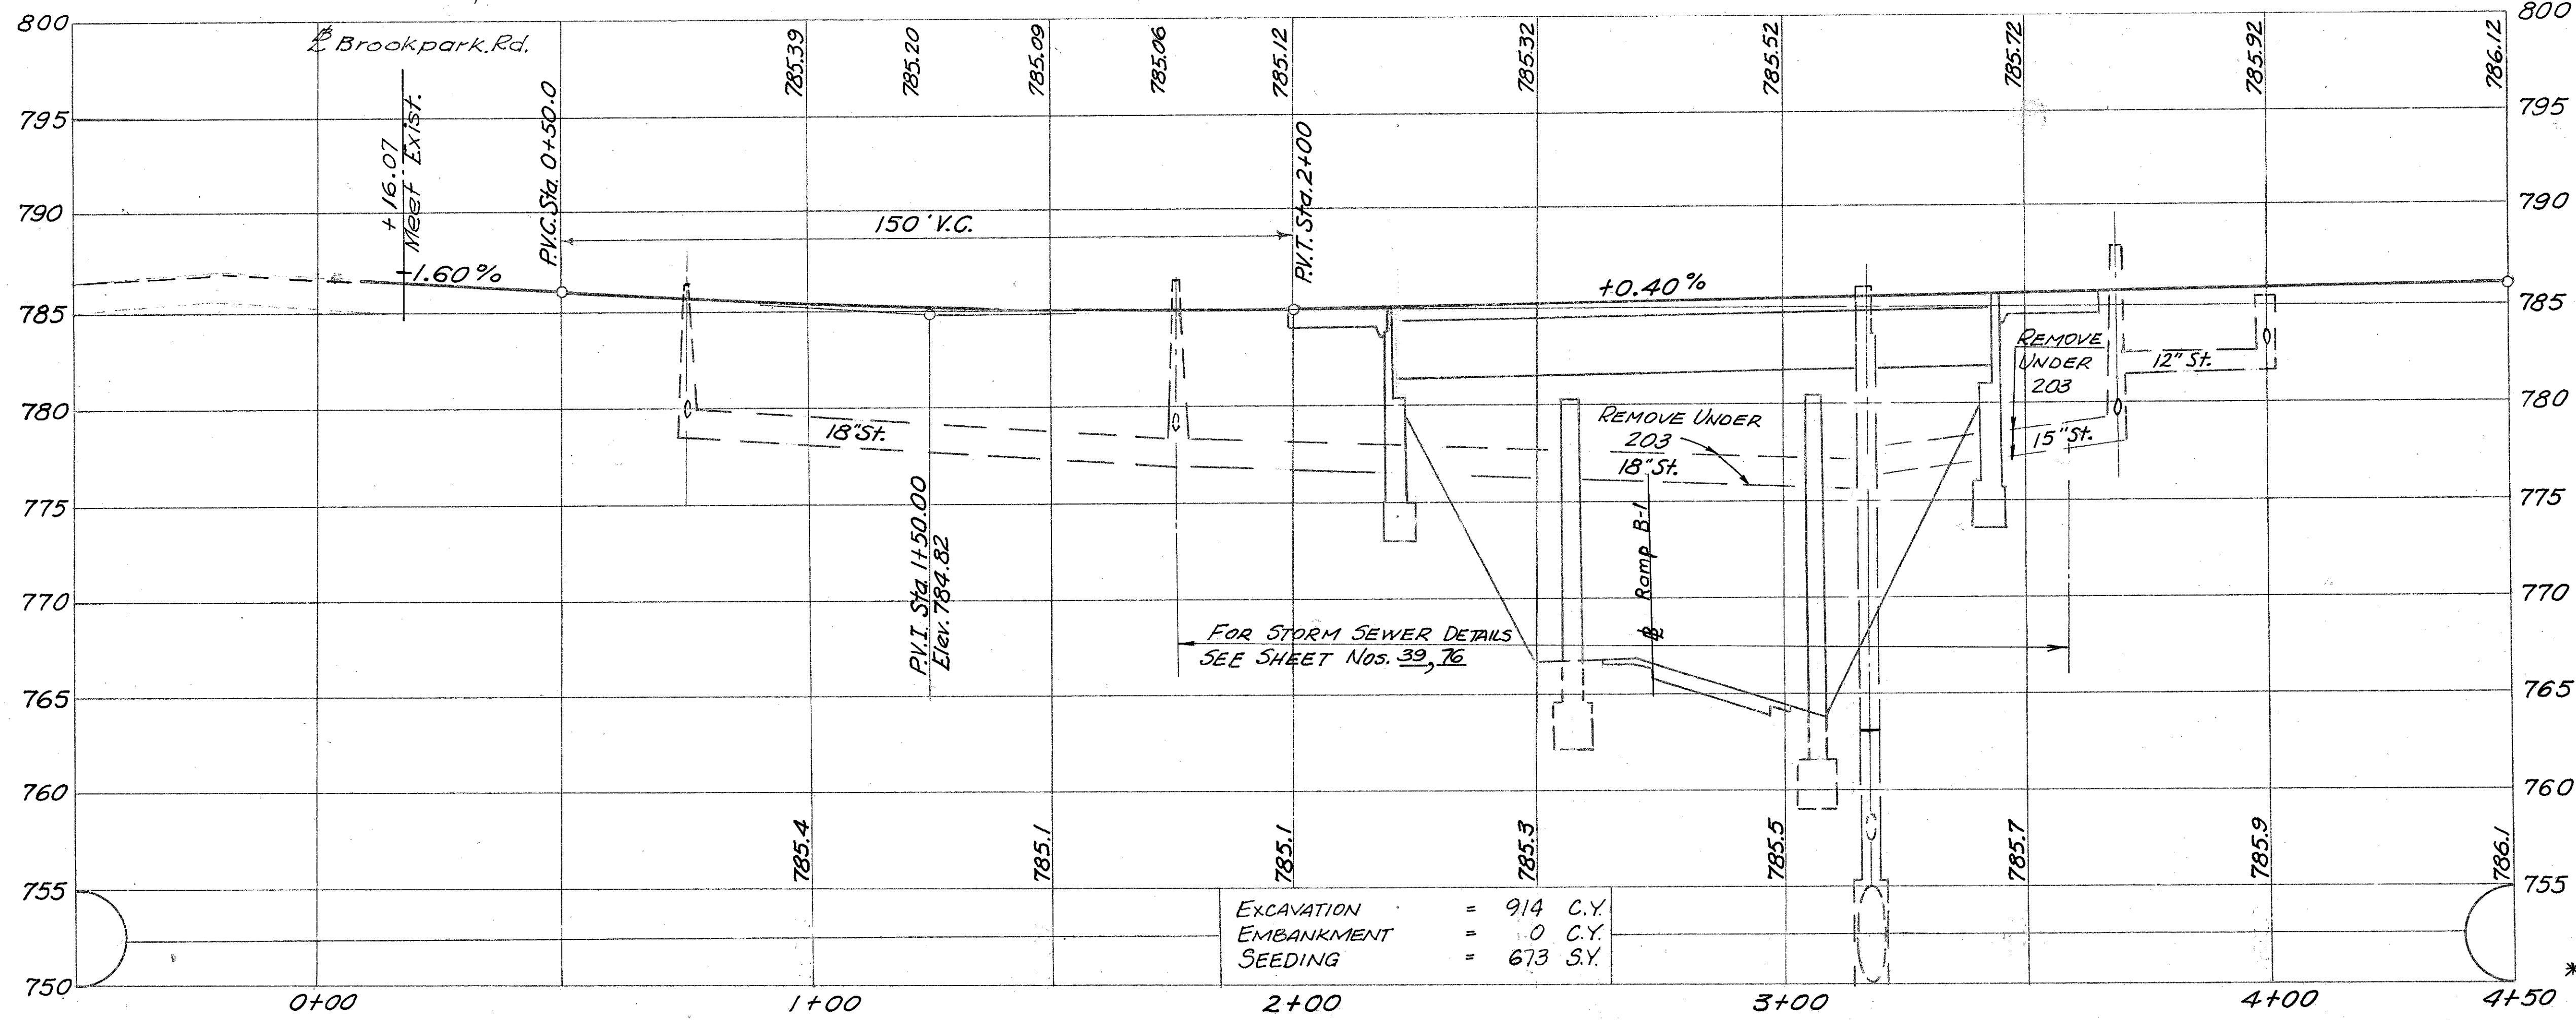 800
800
℄ Brookpark.Rd.
785.39
785.20
785.09
785.06
785.12
785.32
785.52
785.72
785.92
786.12
795
795
+16.07
Meet Exist.
P.V.C. Sta. 0+50.0
P.V.T. Sta. 2+00
790
790
150' V.C.
-1.60%
+0.40%
785
785
REMOVE
UNDER
203
12" St.
780
780
18" St.
REMOVE UNDER
203
18" St.
15" St.
775
775
P.V.I. Sta. 1+50.00
Elev. 784.82
℄ Ramp B-1
770
770
FOR STORM SEWER DETAILS
SEE SHEET NOS. 39, 76
765
765
760
760
785.4
785.1
785.1
785.3
785.5
785.7
785.9
786.1
755
755
EXCAVATION = 914 C.Y.
EMBANKMENT = 0 C.Y.
SEEDING = 673 S.Y.
750
*
0+00
1+00
2+00
3+00
4+00
4+50